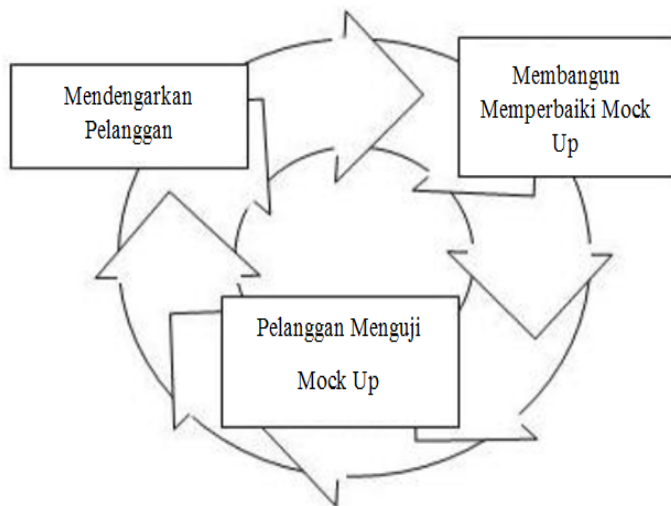 Mendengarkan
Pelanggan
Membangun
Memperbaiki Mock
Up
Pelanggan Menguji
Mock Up